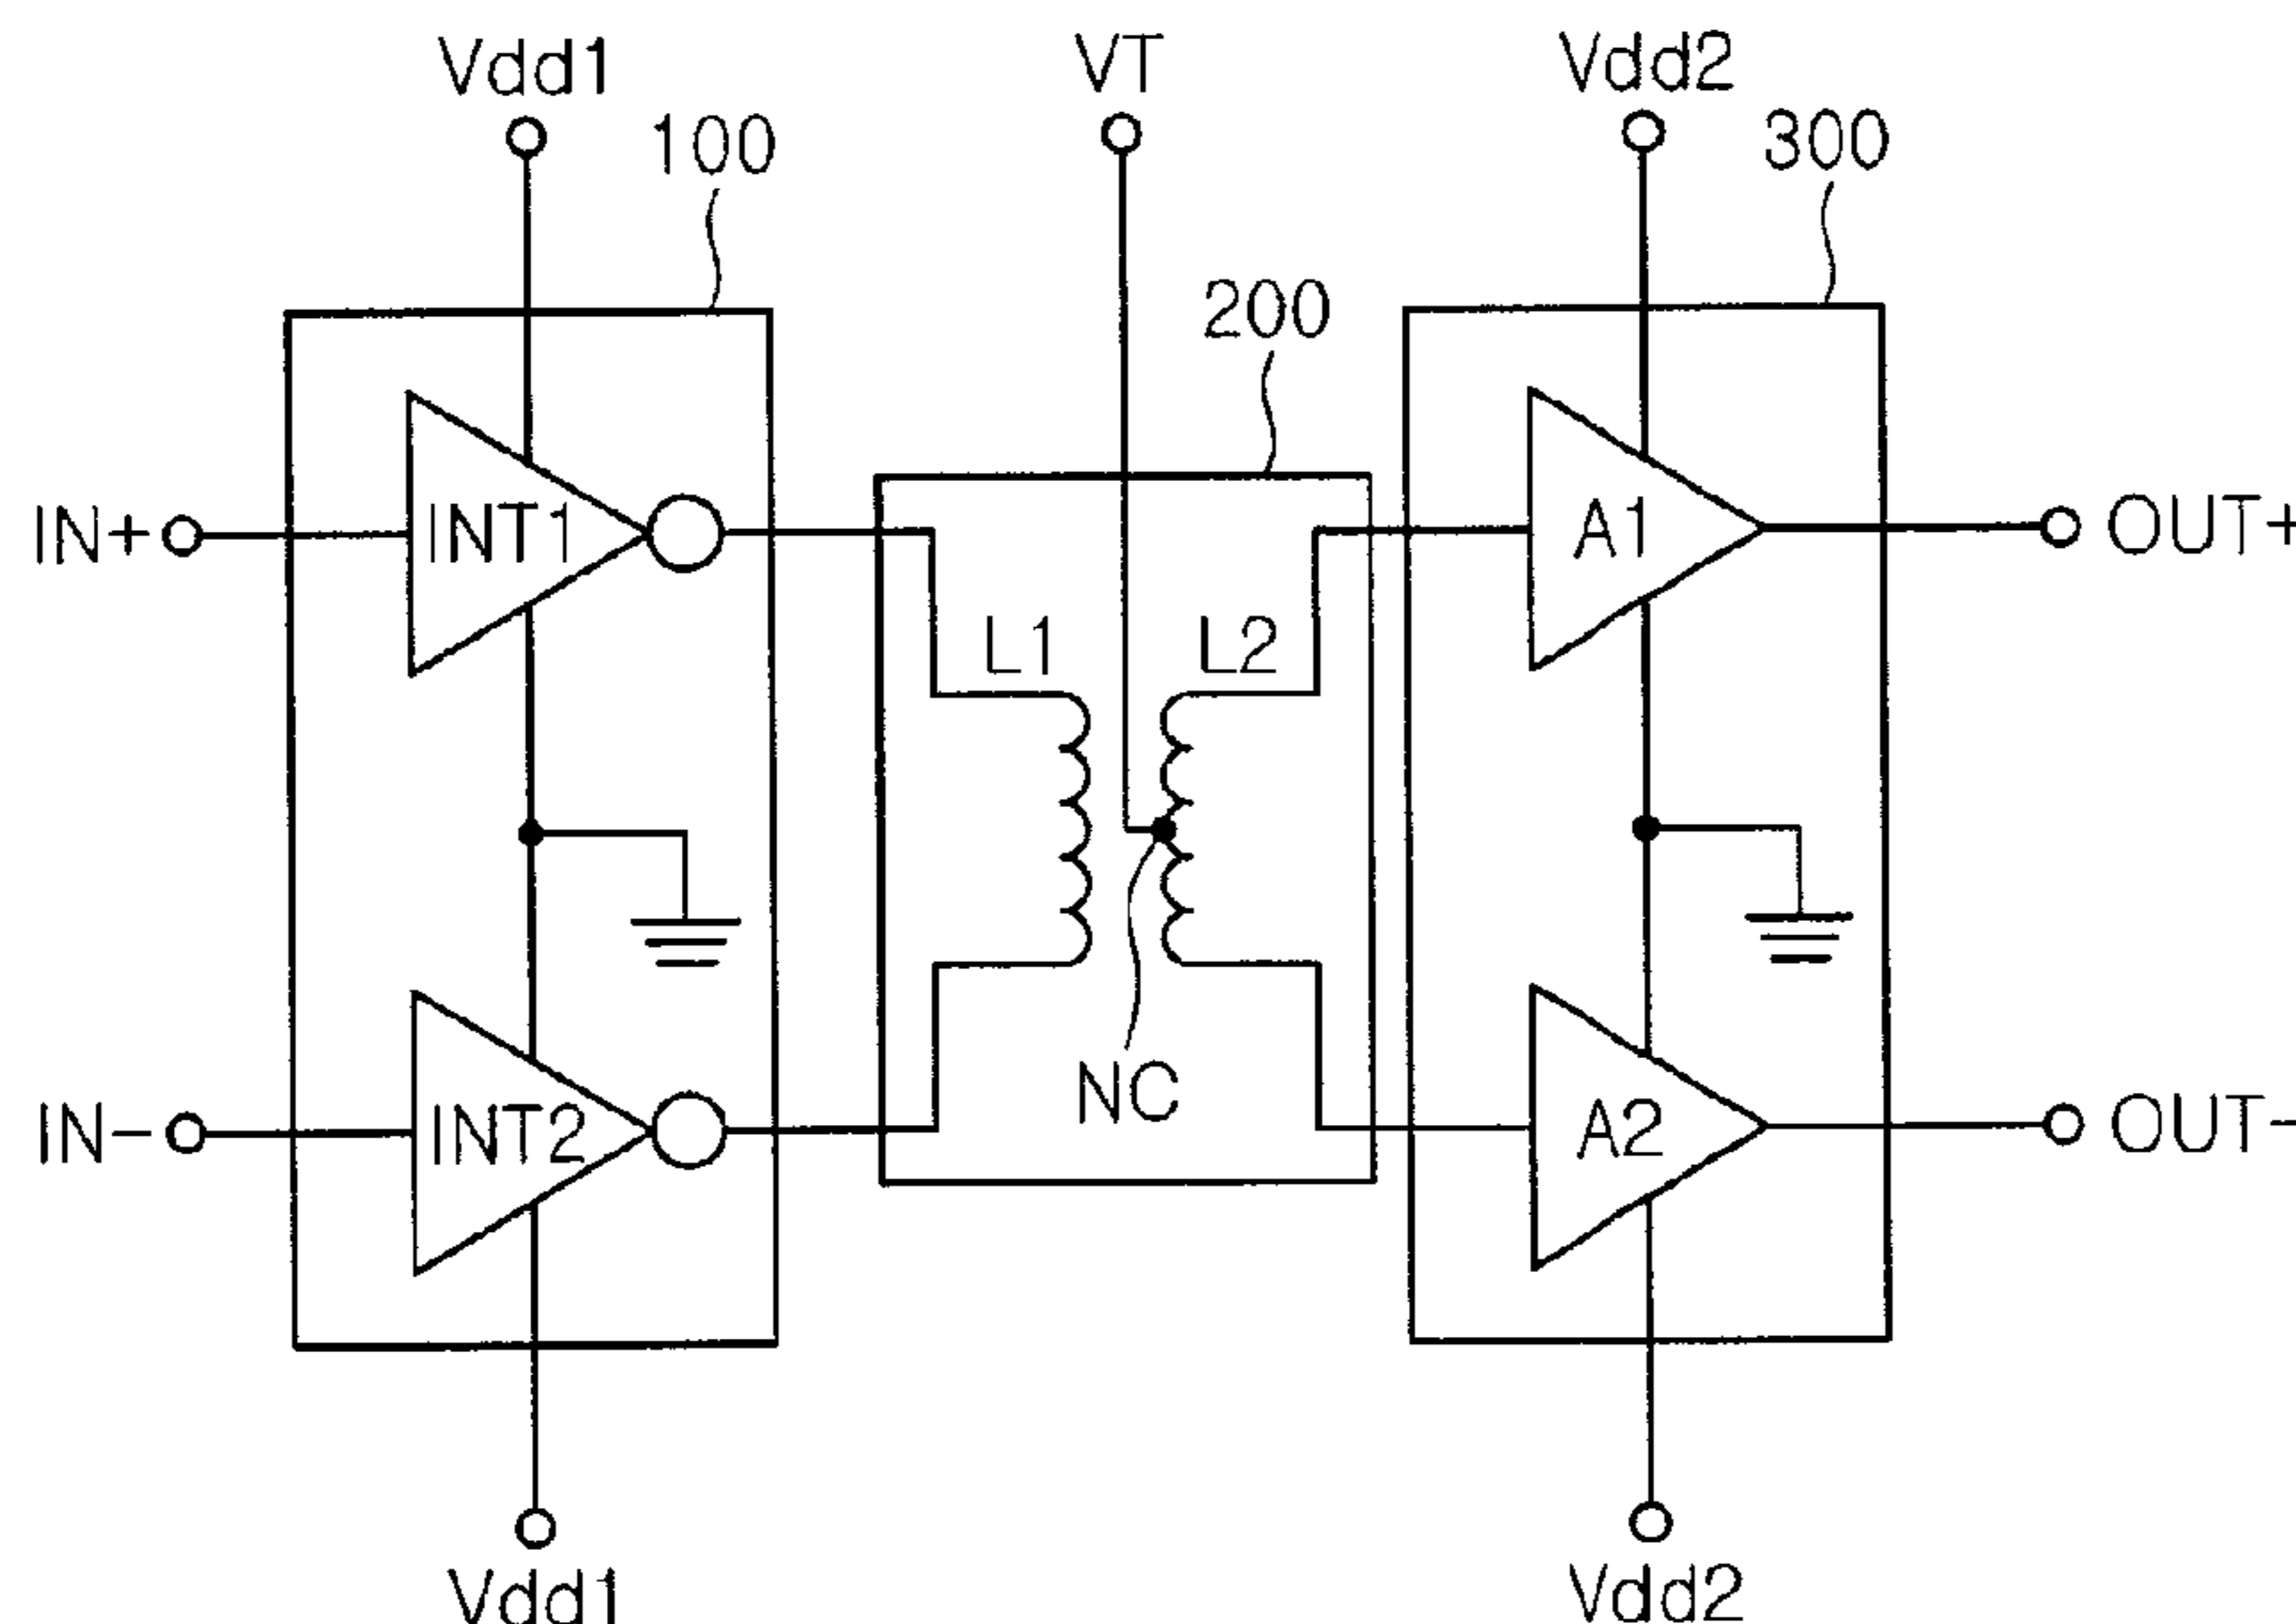 Vdd1
VT
Vdd2
100
300
200
IN+
INT1
A1
OUT+
L1
L2
NC
IN-
INT2
A2
OUT-
Vdd1
Vdd2